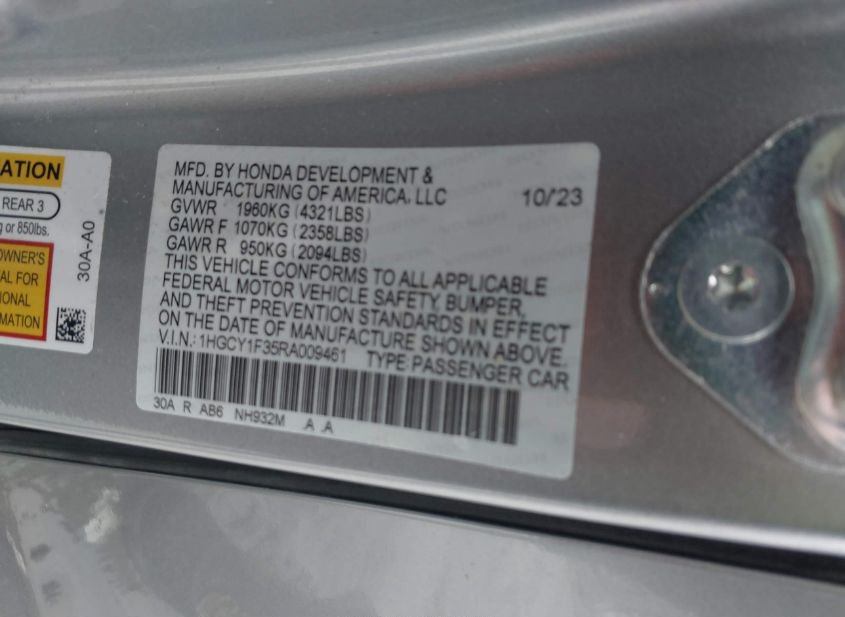 ATION
REAR 3
g or 850lbs.
OWNER'S
AL FOR
IONAL
RMATION
30A-A0
MFD. BY HONDA DEVELOPMENT &
MANUFACTURING OF AMERICA, LLC 10/'23
GVWR 1960KG (4321LBS)
GAWR F 1070KG (2358LBS)
GAWR R 950KG (2094LBS)
THIS VEHICLE CONFORMS TO ALL APPLICABLE
FEDERAL MOTOR VEHICLE SAFETY, BUMPER,
AND THEFT PREVENTION STANDARDS IN EFFECT
ON THE DATE OF MANUFACTURE SHOWN ABOVE.
V.I.N.: 1HGCY1F35RA009461 TYPE PASSENGER CAR
30A R AB6 NH932M .A .A